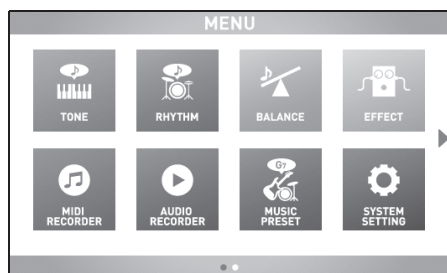 MENU
TONE
RHYTHM
BALANCE
EFFECT
MIDI
RECORDER
AUDIO
RECORDER
G7
MUSIC
PRESET
SYSTEM
SETTING